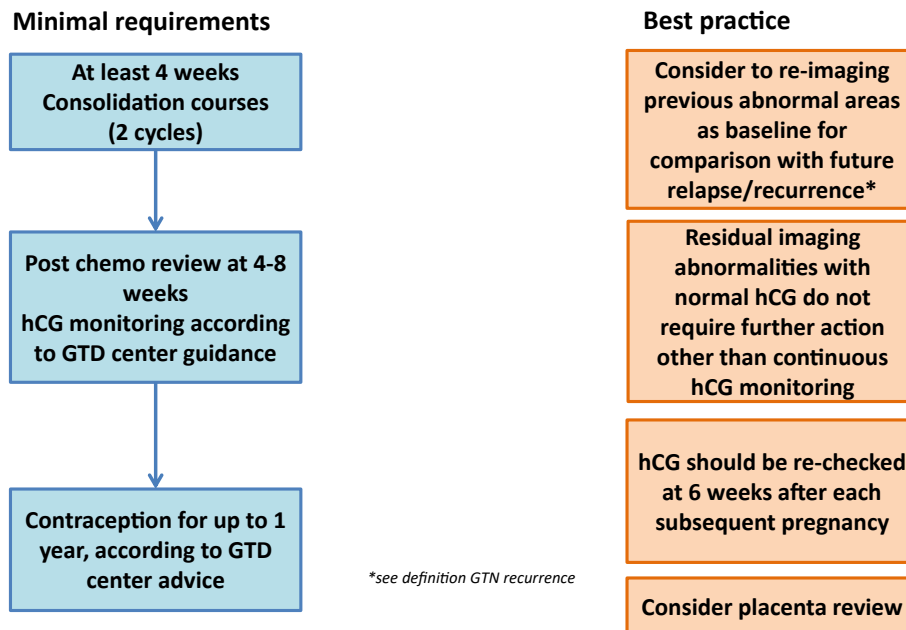 Minimal requirements
At least 4 weeks
Consolidation courses
(2 cycles)
Post chemo review at 4-8
weeks
hCG monitoring according
to GTD center guidance
Contraception for up to 1
year, according to GTD
center advice
*see definition GTN recurrence
Best practice
Consider to re-imaging
previous abnormal areas
as baseline for
comparison with future
relapse/recurrence*
Residual imaging
abnormalities with
normal hCG do not
require further action
other than continuous
hCG monitoring
hCG should be re-checked
at 6 weeks after each
subsequent pregnancy
Consider placenta review